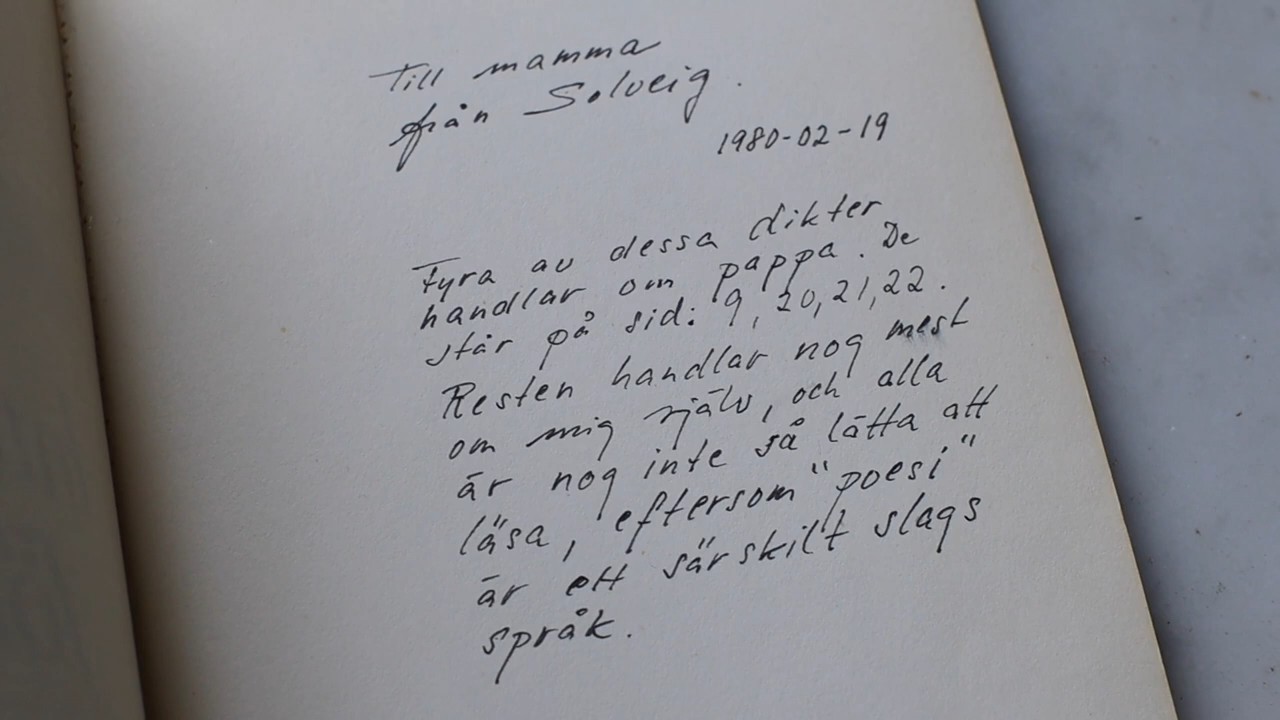 Till mamma
från Solveig.
1980-02-19
Fyra av dessa dikter
handlar om pappa. De
står på sid: 9, 20, 21, 22.
Resten handlar nog mest
om mig själv, och alla
är nog inte så lätta att
läsa, eftersom "poesi"
är ett särskilt slags
språk.